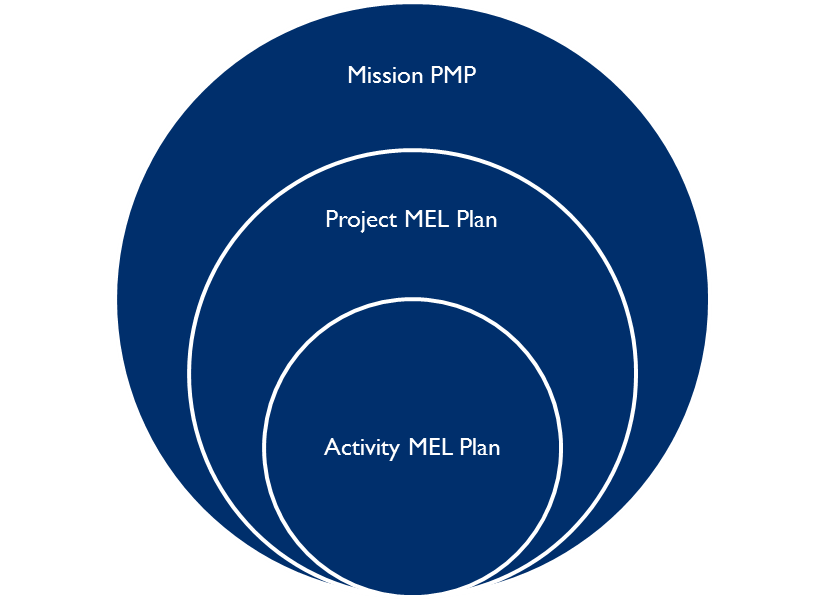 Mission PMP
Project MEL Plan
Activity MEL Plan